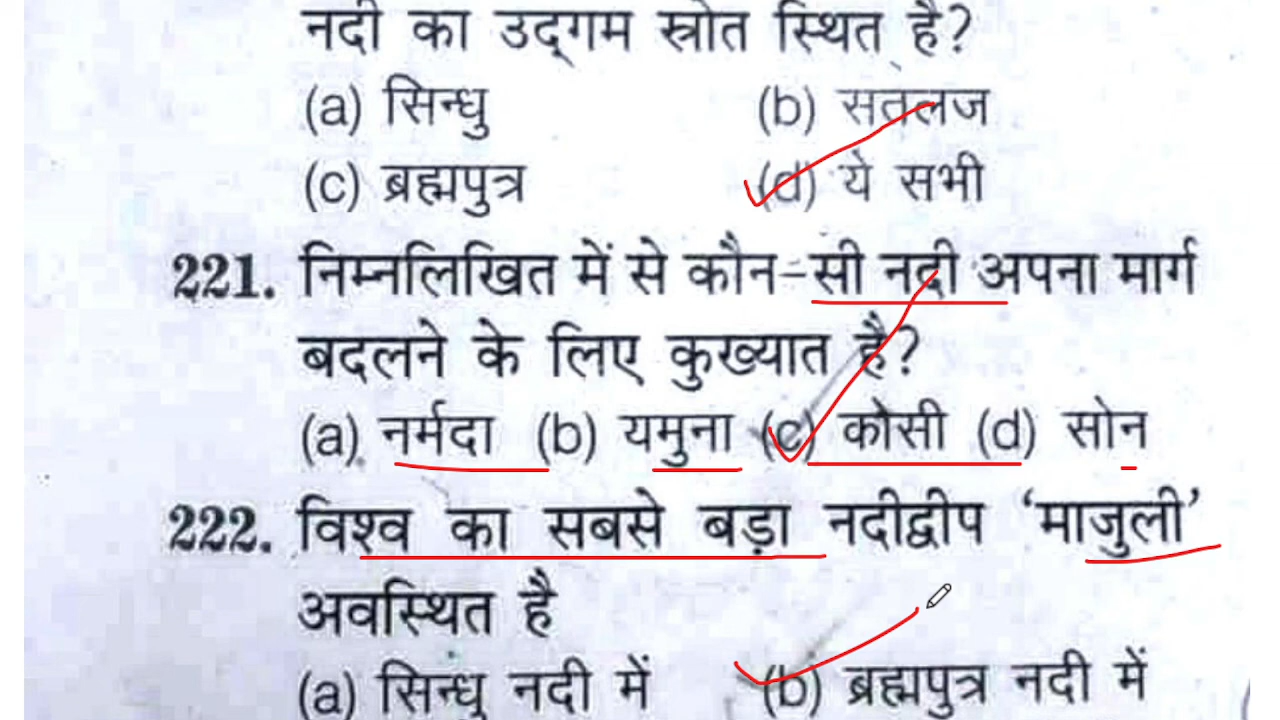 नदी का उद्‌गम स्रोत स्थित है?
(a) सिन्धु (b) सतलज
(c) ब्रह्मपुत्र (d) ये सभी
221. निम्नलिखित में से कौन-सी नदी अपना मार्ग
बदलने के लिए कुख्यात है?
(a) नर्मदा (b) यमुना (c) कोसी (d) सोन
222. विश्व का सबसे बड़ा नदीद्वीप ‘माजुली’
अवस्थित है
(a) सिन्धु नदी में (b) ब्रह्मपुत्र नदी में